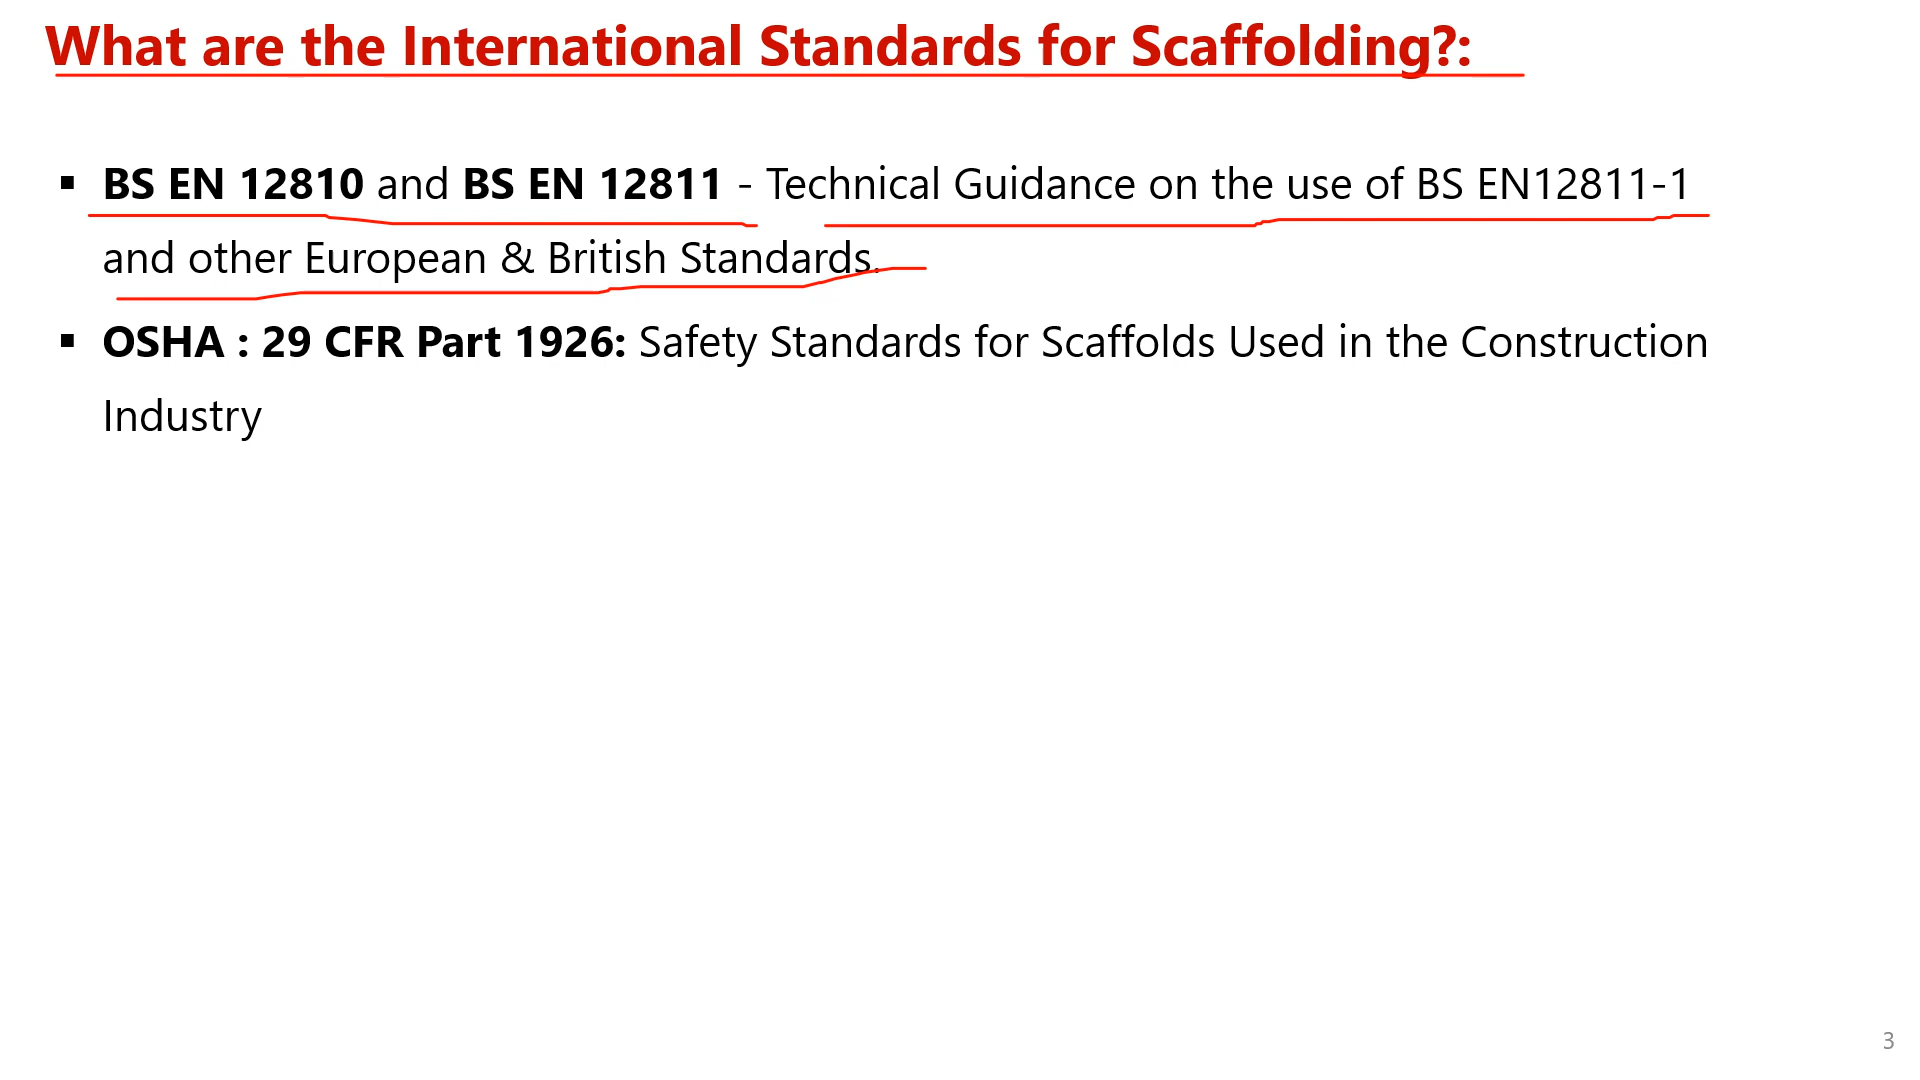 What are the International Standards for Scaffolding?:
▪ BS EN 12810 and BS EN 12811 - Technical Guidance on the use of BS EN12811-1
and other European & British Standards.
▪ OSHA : 29 CFR Part 1926: Safety Standards for Scaffolds Used in the Construction
Industry
3